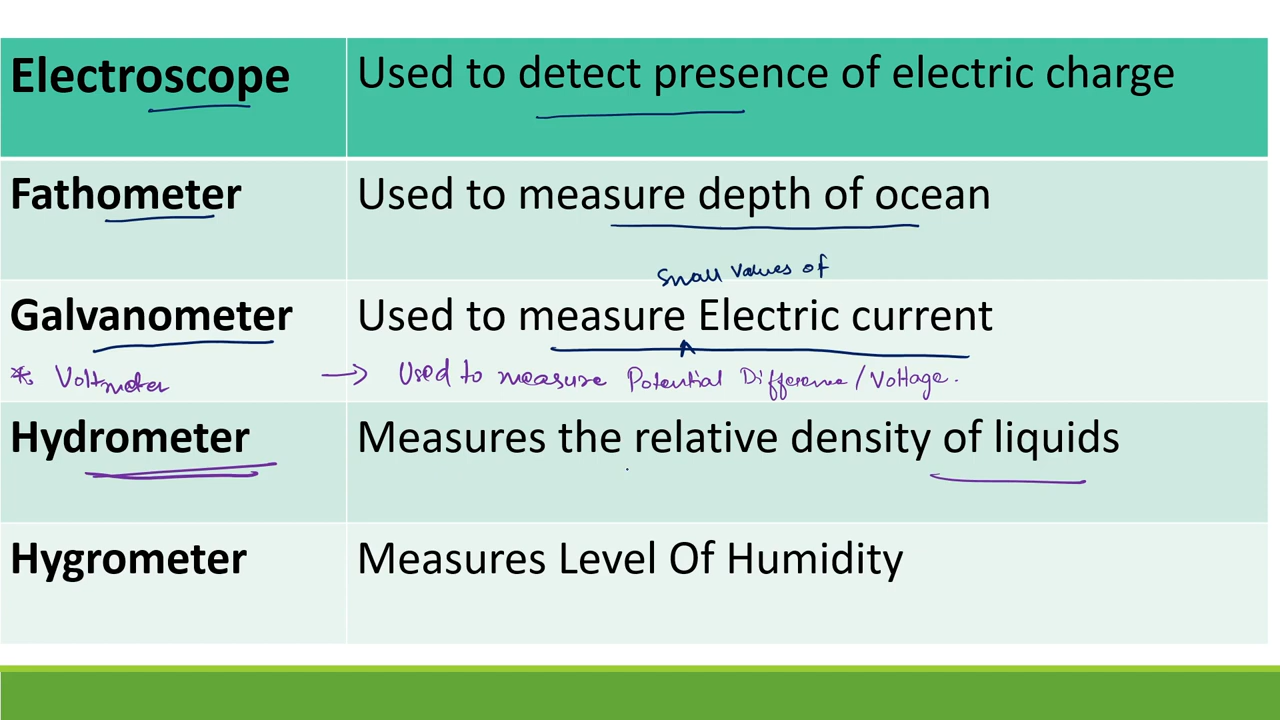 Electroscope Used to detect presence of electric charge
Fathometer Used to measure depth of ocean
small values of
Galvanometer Used to measure Electric current
* Voltmeter → Used to measure Potential Difference/Voltage.
Hydrometer Measures the relative density of liquids
Hygrometer Measures Level Of Humidity